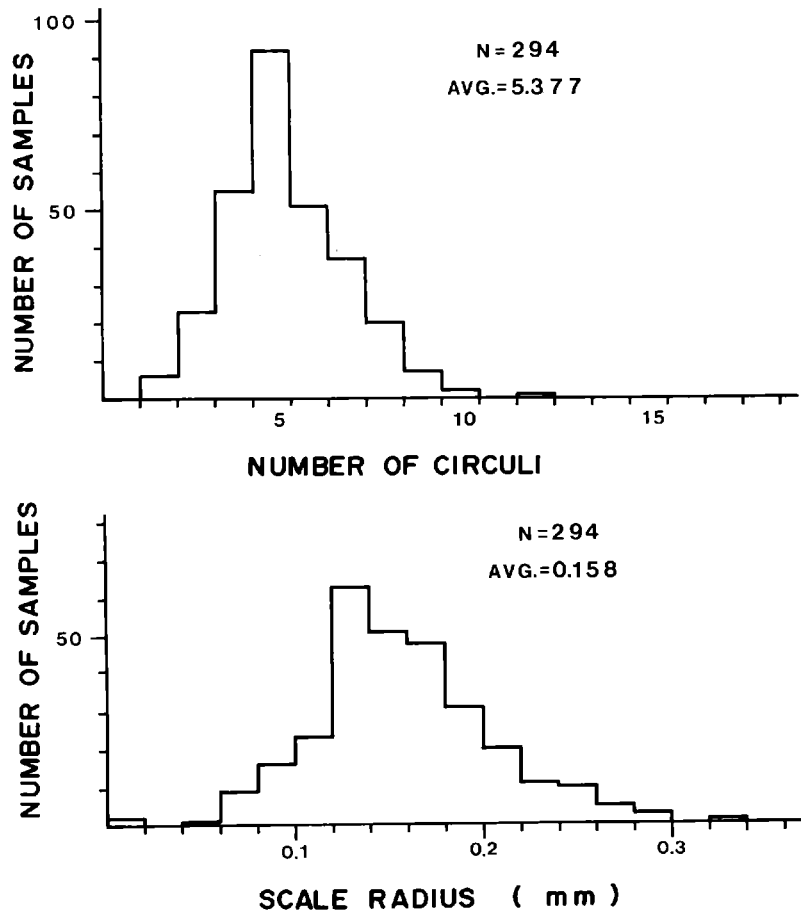 100
50
NUMBER OF SAMPLES
N=294
AVG.=5.377
5
10
15
NUMBER OF CIRCULI
50
NUMBER OF SAMPLES
N=294
AVG.=0.158
0.1
0.2
0.3
SCALE RADIUS ( mm )